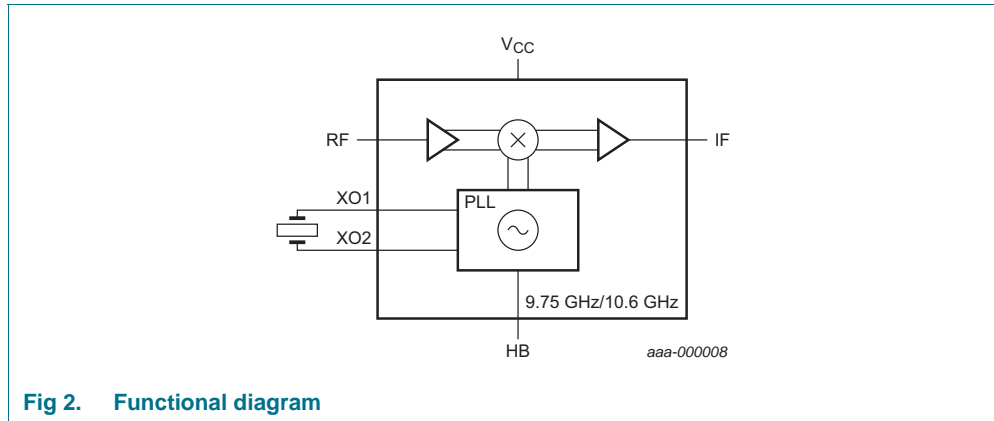 VCC
RF
IF
XO1
PLL
XO2
9.75 GHz/10.6 GHz
HB
aaa-000008
Fig 2. Functional diagram